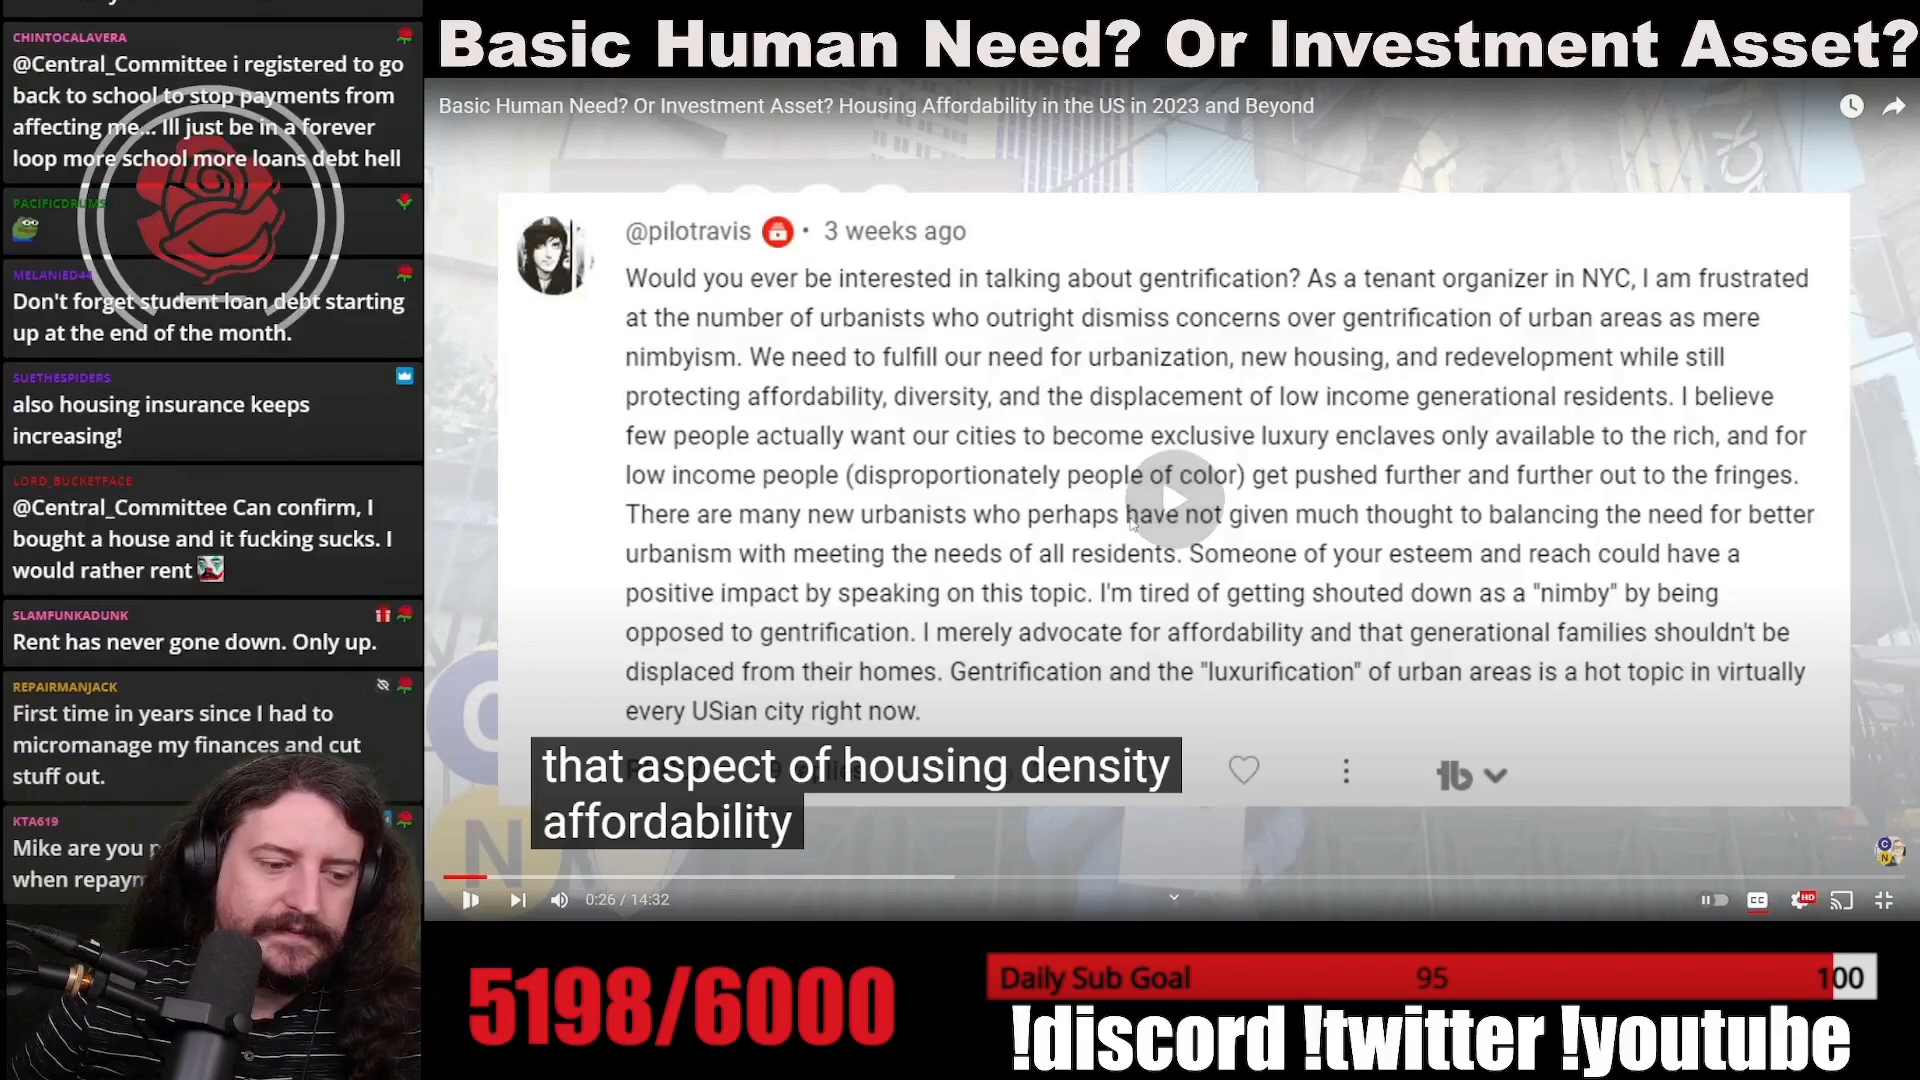 CHINTOCALAVERA
@Central_Committee i registered to go
back to school to stop payments from
affecting me... Ill just be in a forever
loop more school more loans debt hell
PACIFICDRUMS
MELANIED44
Don't forget student loan debt starting
up at the end of the month.
SUETHESPIDERS
also housing insurance keeps
increasing!
LORD_BUCKETFACE
@Central_Committee Can confirm, I
bought a house and it fucking sucks. I
would rather rent
SLAMFUNKADUNK
Rent has never gone down. Only up.
REPAIRMANJACK
First time in years since I had to
micromanage my finances and cut
stuff out.
KTA619
Mike are you
when
Basic Human Need? Or Investment Asset?
Basic Human Need? Or Investment Asset? Housing Affordability in the US in 2023 and Beyond
@pilotravis • 3 weeks ago
Would you ever be interested in talking about gentrification? As a tenant organizer in NYC, I am frustrated
at the number of urbanists who outright dismiss concerns over gentrification of urban areas as mere
nimbyism. We need to fulfill our need for urbanization, new housing, and redevelopment while still
protecting affordability, diversity, and the displacement of low income generational residents. I believe
few people actually want our cities to become exclusive luxury enclaves only available to the rich, and for
low income people (disproportionately people of color) get pushed further and further out to the fringes.
There are many new urbanists who perhaps have not given much thought to balancing the need for better
urbanism with meeting the needs of all residents. Someone of your esteem and reach could have a
positive impact by speaking on this topic. I'm tired of getting shouted down as a "nimby" by being
opposed to gentrification. I merely advocate for affordability and that generational families shouldn't be
displaced from their homes. Gentrification and the "luxurification" of urban areas is a hot topic in virtually
every USian city right now.
that aspect of housing density
affordability
tb
C
N
0:26 / 14:32
CC
HD
5198/6000
Daily Sub Goal 95 100
!discord !twitter !youtube